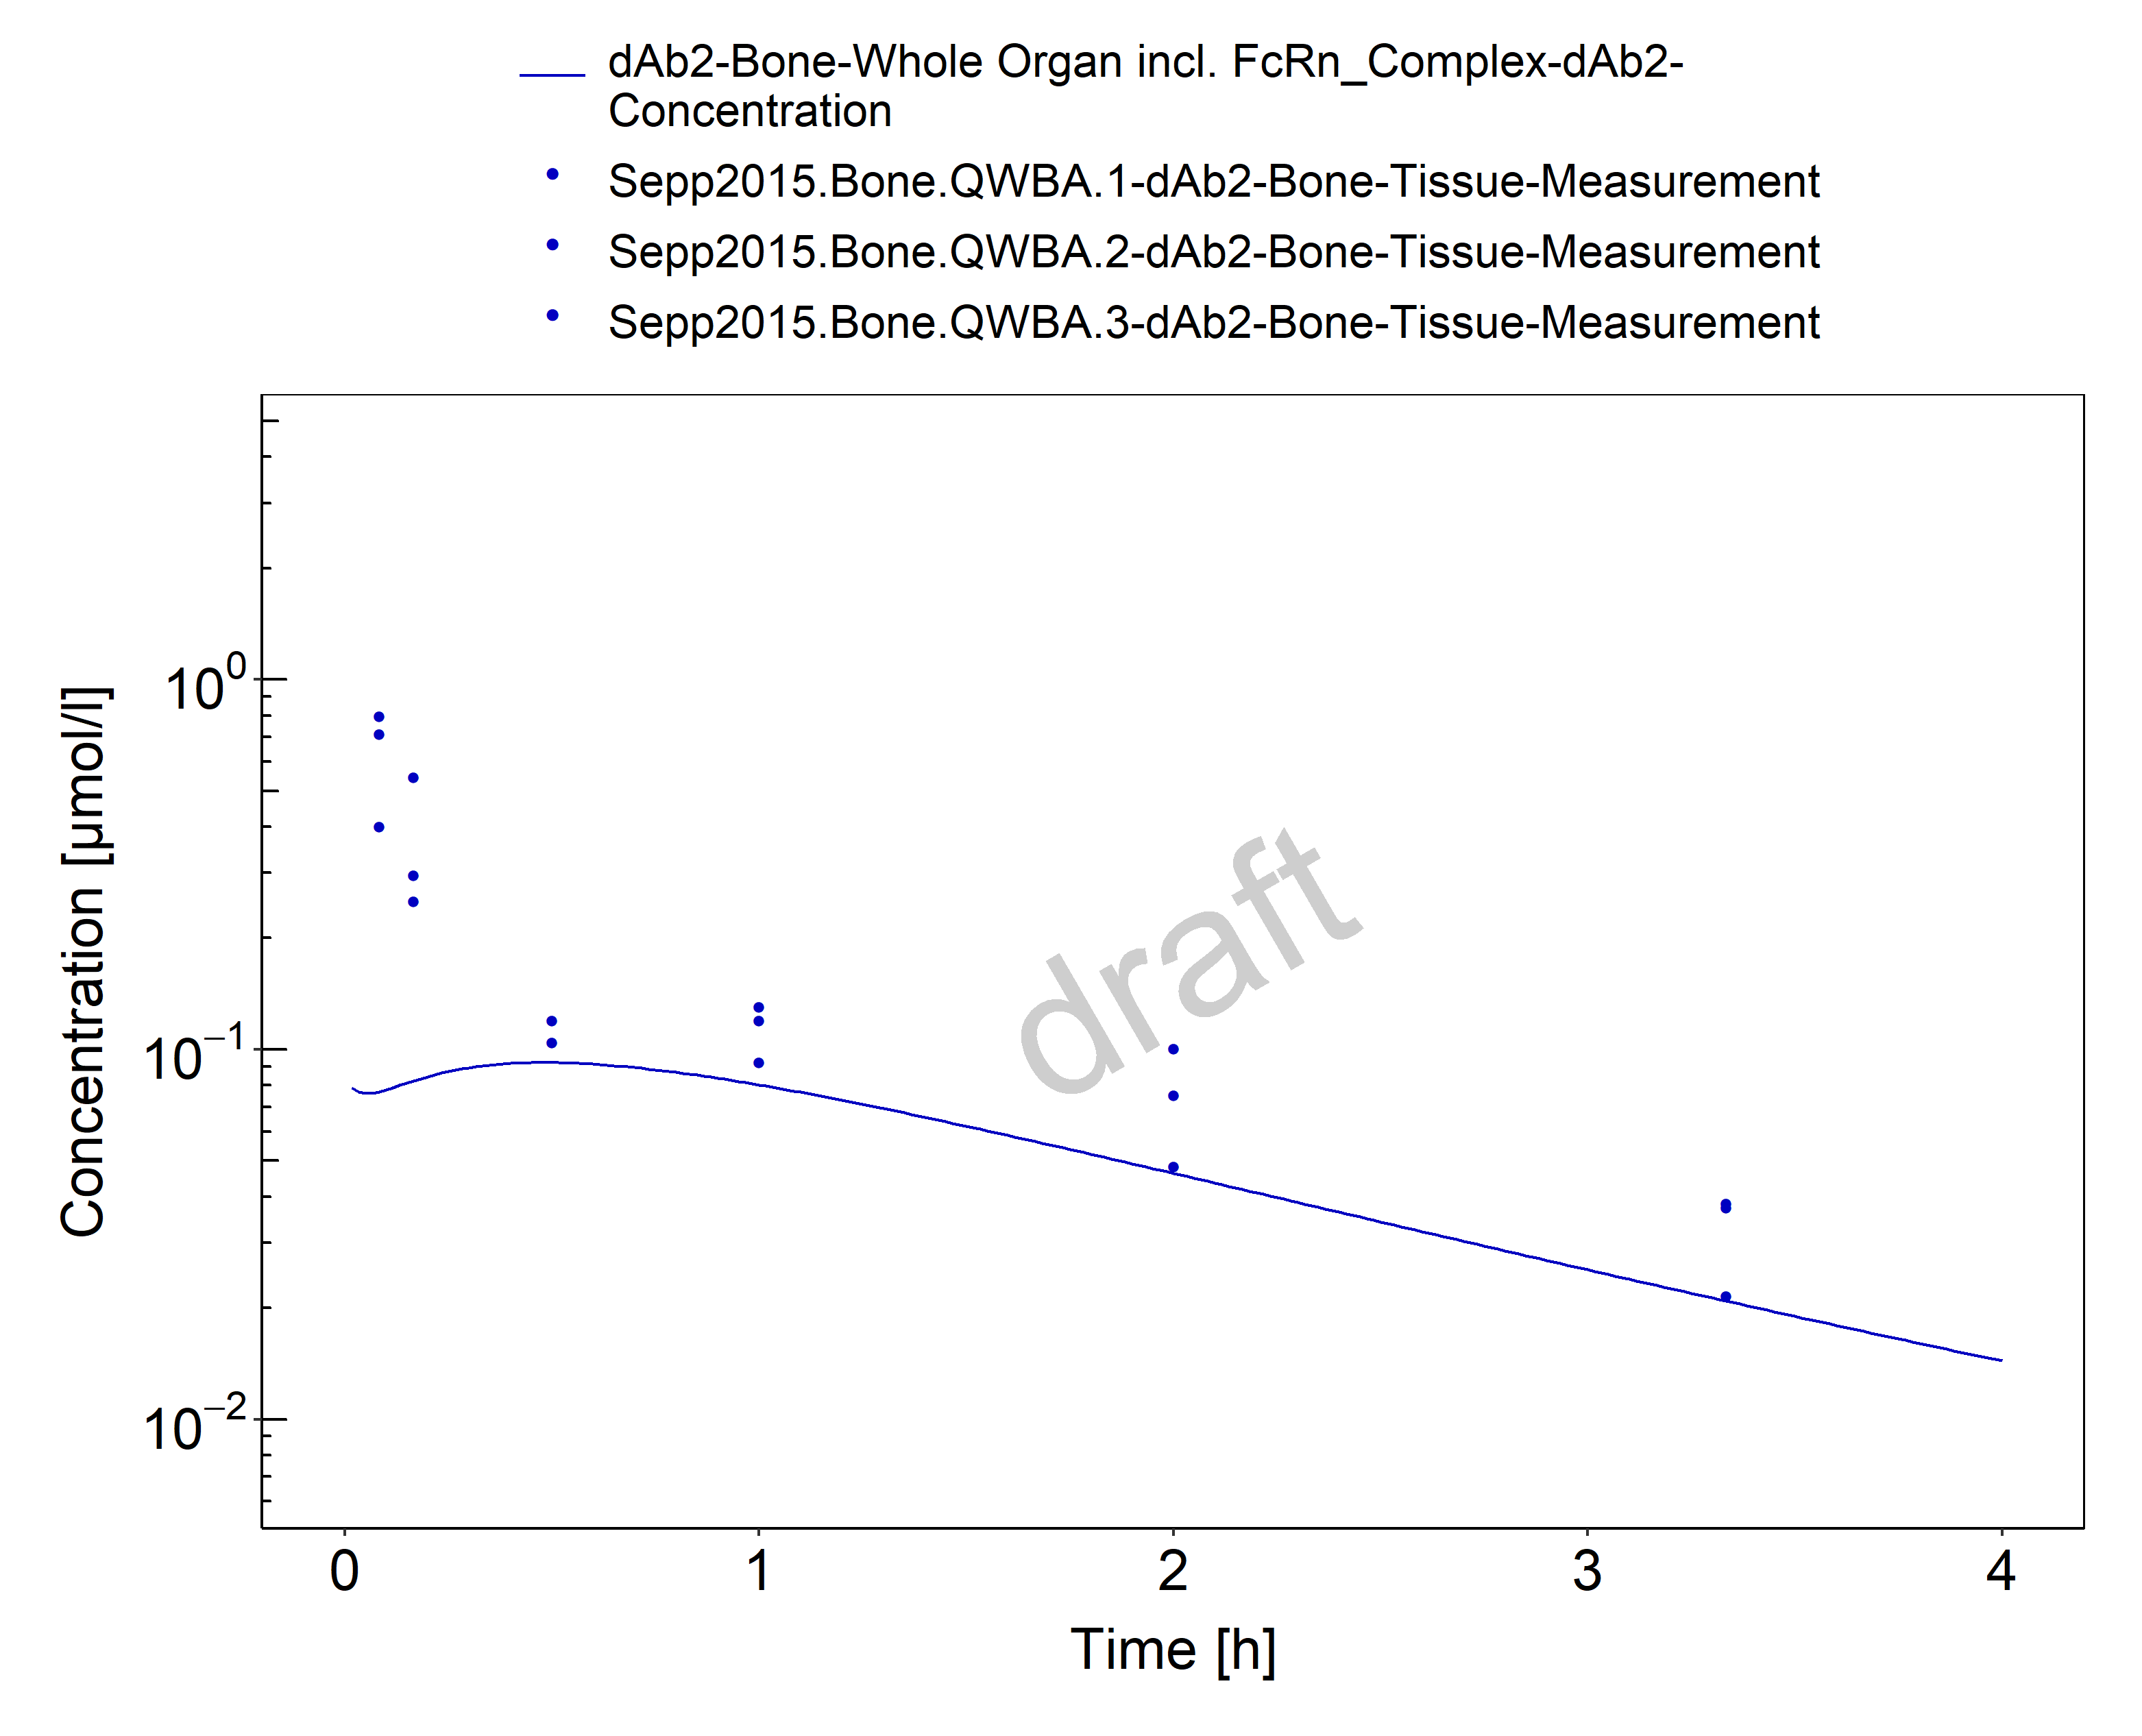 dAb2-Bone-Whole Organ incl. FcRn_Complex-dAb2-
Concentration
Sepp2015.Bone.QWBA.1-dAb2-Bone-Tissue-Measurement
Sepp2015.Bone.QWBA.2-dAb2-Bone-Tissue-Measurement
Sepp2015.Bone.QWBA.3-dAb2-Bone-Tissue-Measurement
Concentration [µmol/l]
10⁰
10⁻¹
10⁻²
draft
0 1 2 3 4
Time [h]